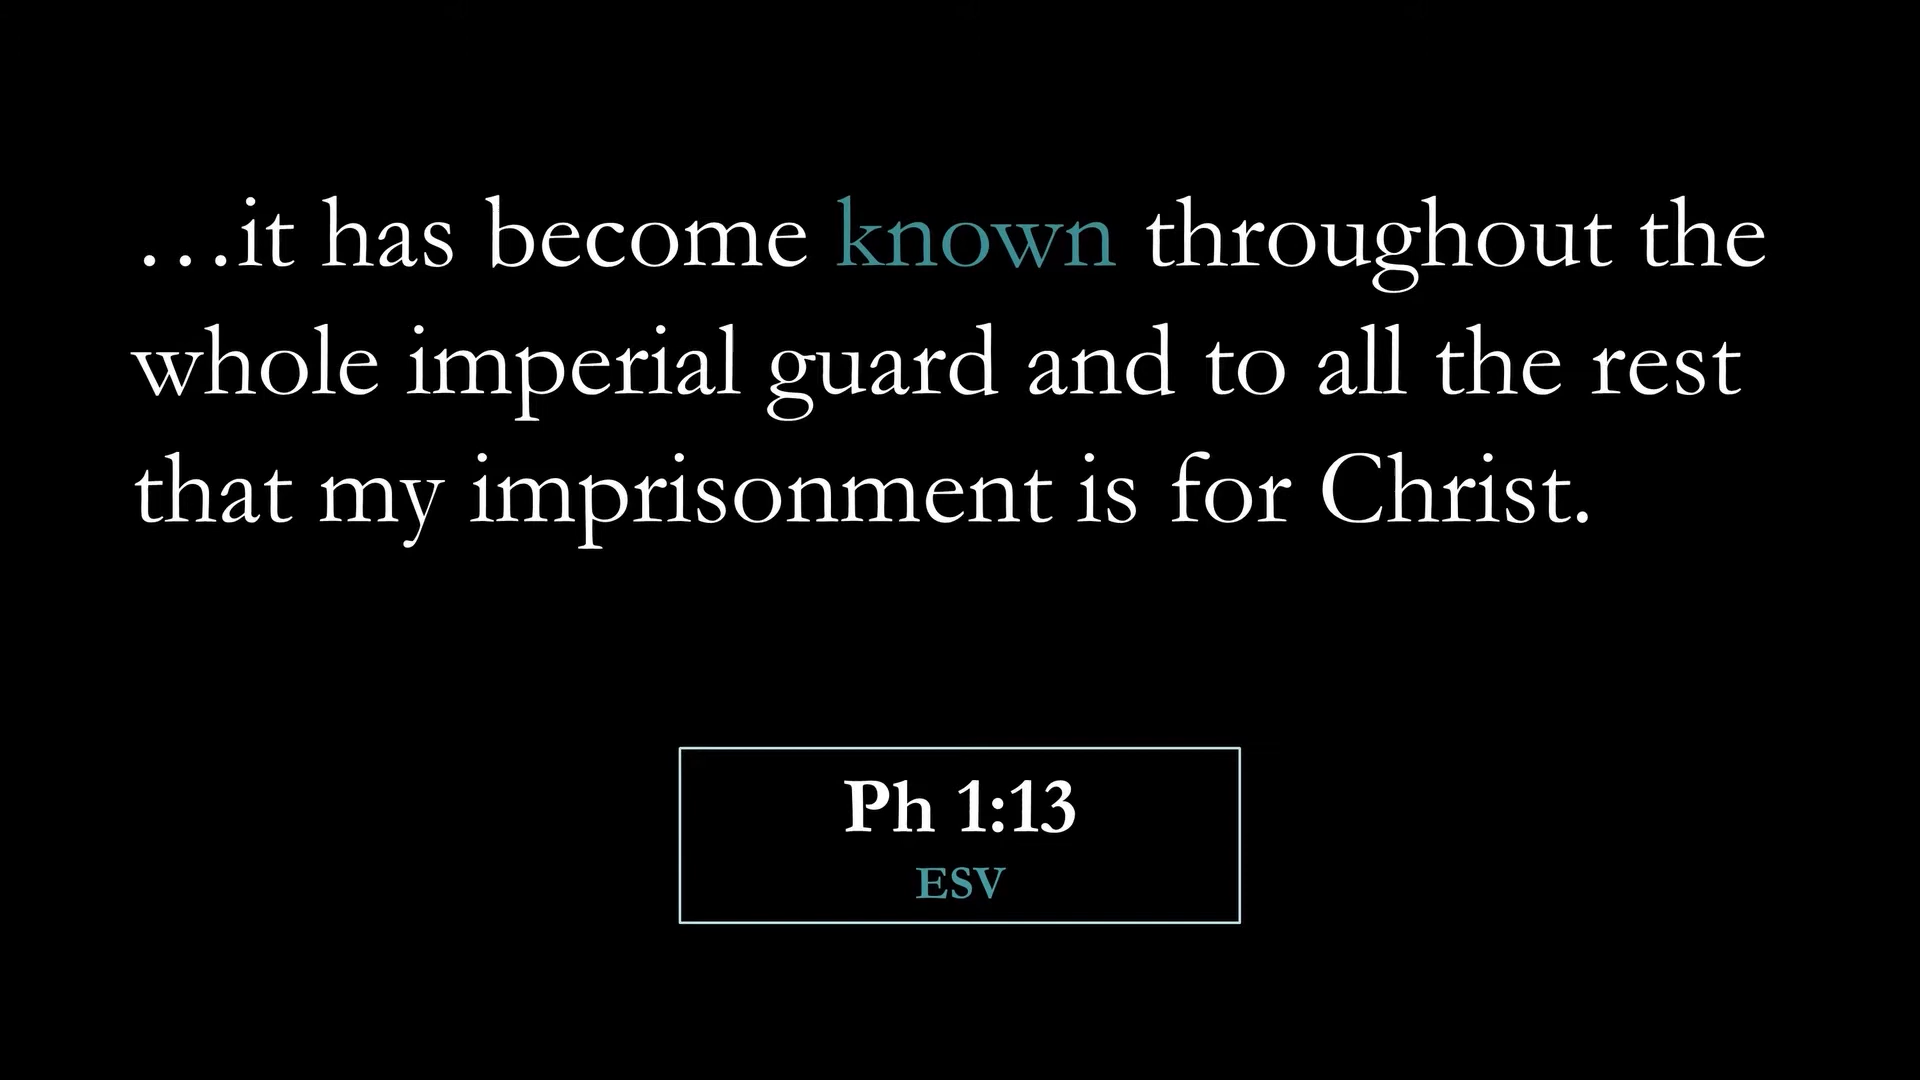 …it has become known throughout the
whole imperial guard and to all the rest
that my imprisonment is for Christ.
Ph 1:13
ESV